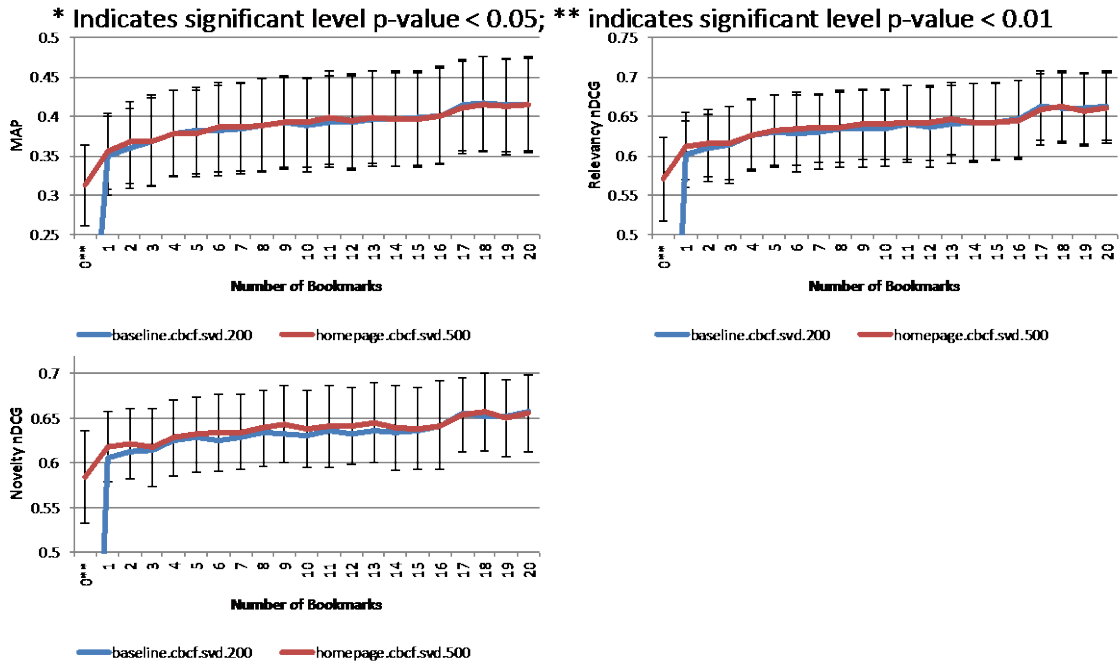 * Indicates significant level p-value < 0.05; ** indicates significant level p-value < 0.01
0.5
0.45
0.4
0.35
0.3
0.25
MAP
0** 1 2 3 4 5 6 7 8 9 10 11 12 13 14 15 16 17 18 19 20
Number of Bookmarks
baseline.cbcf.svd.200 homepage.cbcf.svd.500
0.75
0.7
0.65
0.6
0.55
0.5
Relevancy nDCG
0** 1 2 3 4 5 6 7 8 9 10 11 12 13 14 15 16 17 18 19 20
Number of Bookmarks
baseline.cbcf.svd.200 homepage.cbcf.svd.500
0.7
0.65
0.6
0.55
0.5
Novelty nDCG
0** 1 2 3 4 5 6 7 8 9 10 11 12 13 14 15 16 17 18 19 20
Number of Bookmarks
baseline.cbcf.svd.200 homepage.cbcf.svd.500